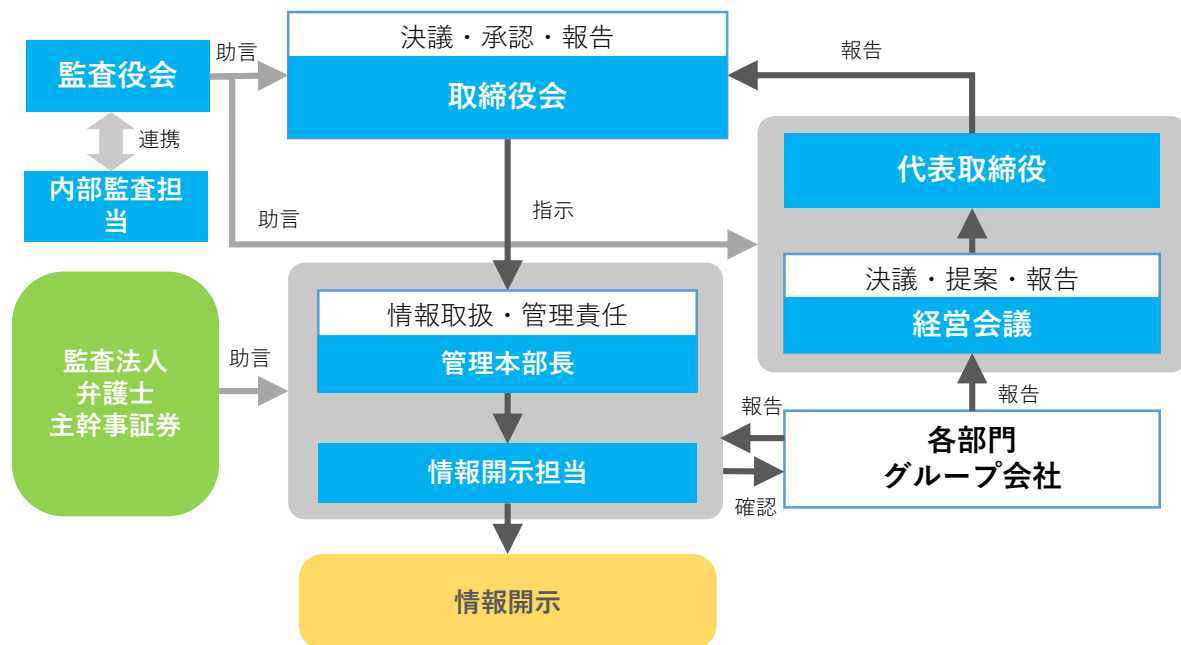 決議・承認・報告
取締役会
監査役会
助言
報告
連携
内部監査担
当
代表取締役
指示
助言
決議・提案・報告
経営会議
情報取扱・管理責任
管理本部長
監査法人
弁護士
主幹事証券
助言
報告
報告
各部門
グループ会社
情報開示担当
確認
情報開示